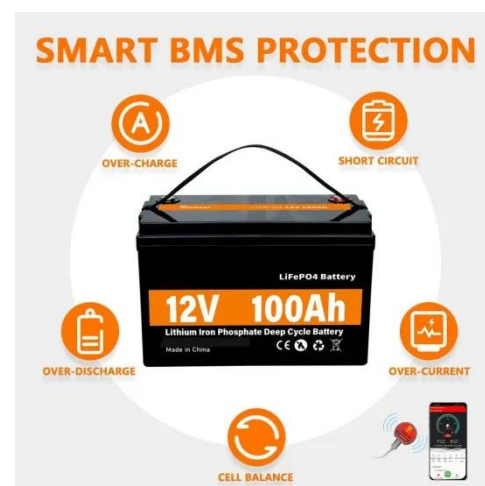 SMART BMS PROTECTION
OVER-CHARGE
SHORT CIRCUIT
LiFePO4 Battery
12V 100Ah
Lithium Iron Phosphate Deep Cycle Battery
Made in China
CE
OVER-DISCHARGE
OVER-CURRENT
CELL BALANCE